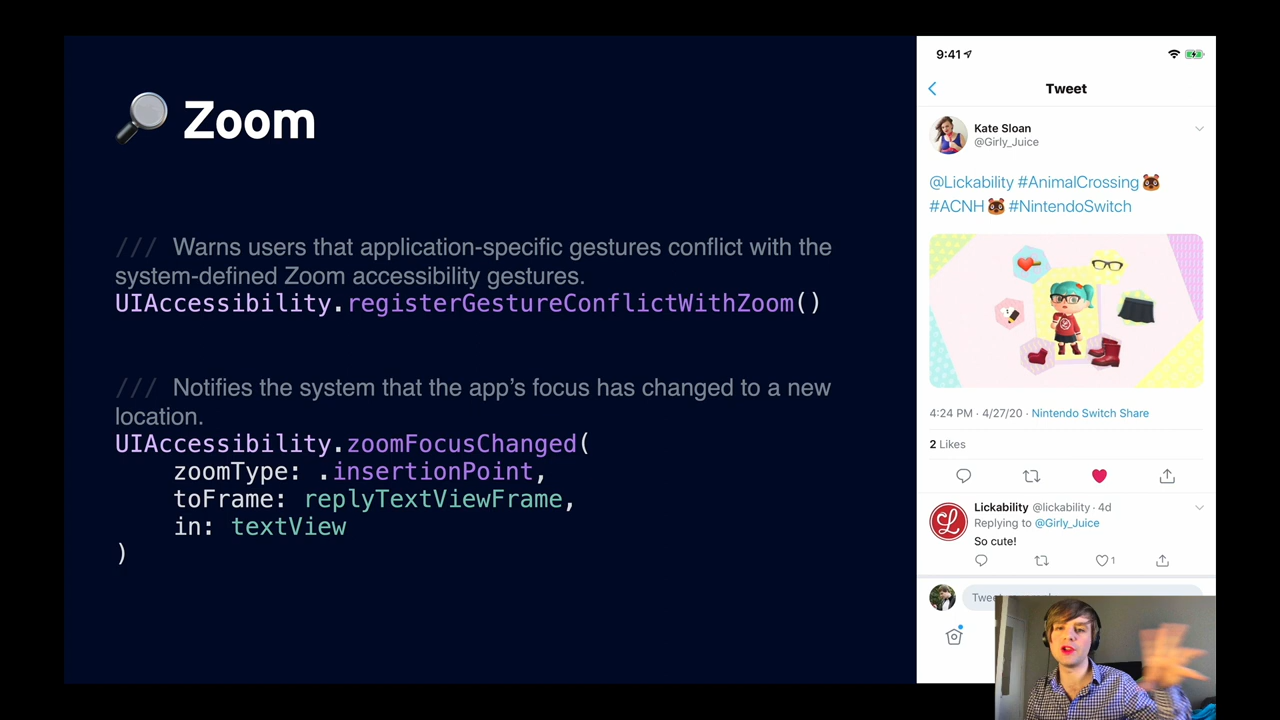 Zoom
/// Warns users that application-specific gestures conflict with the
system-defined Zoom accessibility gestures.
UIAccessibility.registerGestureConflictWithZoom()
/// Notifies the system that the app’s focus has changed to a new
location.
UIAccessibility.zoomFocusChanged(
zoomType: .insertionPoint,
toFrame: replyTextViewFrame,
in: textView
)
9:41
Tweet
Kate Sloan
@Girly_Juice
@Lickability #AnimalCrossing
#ACNH #NintendoSwitch
4:24 PM · 4/27/20 · Nintendo Switch Share
2 Likes
Lickability @lickability · 4d
Replying to @Girly_Juice
So cute!
1